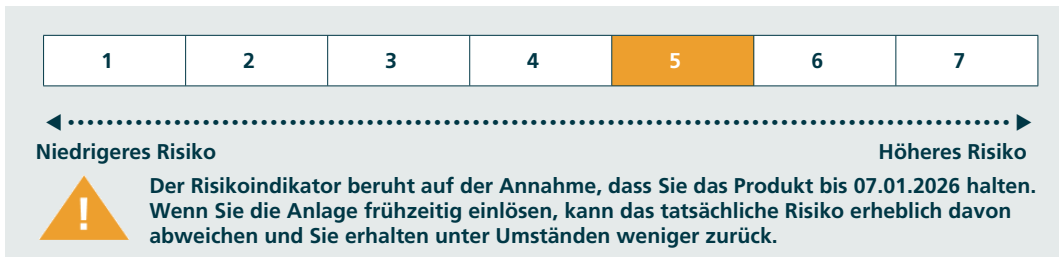 1 2 3 4 5 6 7
Niedrigeres Risiko Höheres Risiko
Der Risikoindikator beruht auf der Annahme, dass Sie das Produkt bis 07.01.2026 halten.
Wenn Sie die Anlage frühzeitig einlösen, kann das tatsächliche Risiko erheblich davon
abweichen und Sie erhalten unter Umständen weniger zurück.